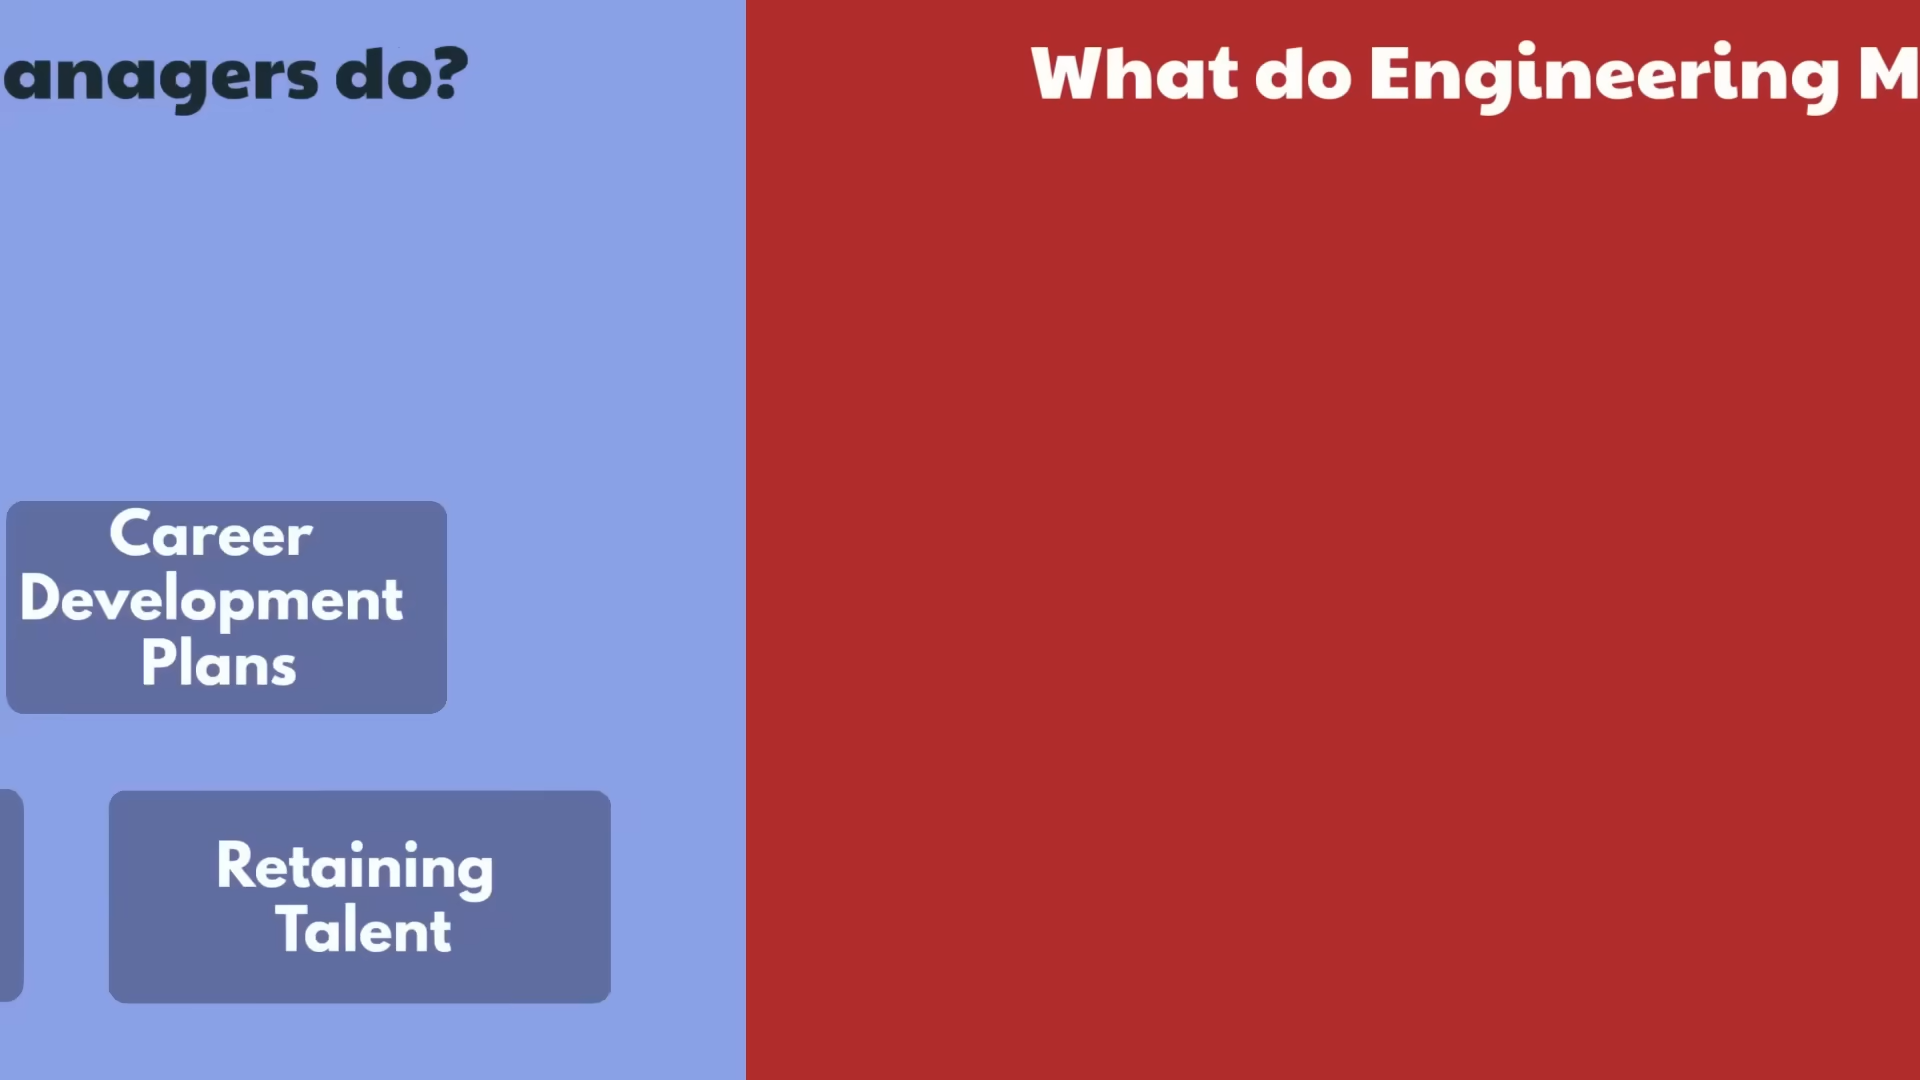 anagers do?
What do Engineering M
Career
Development
Plans
Retaining
Talent